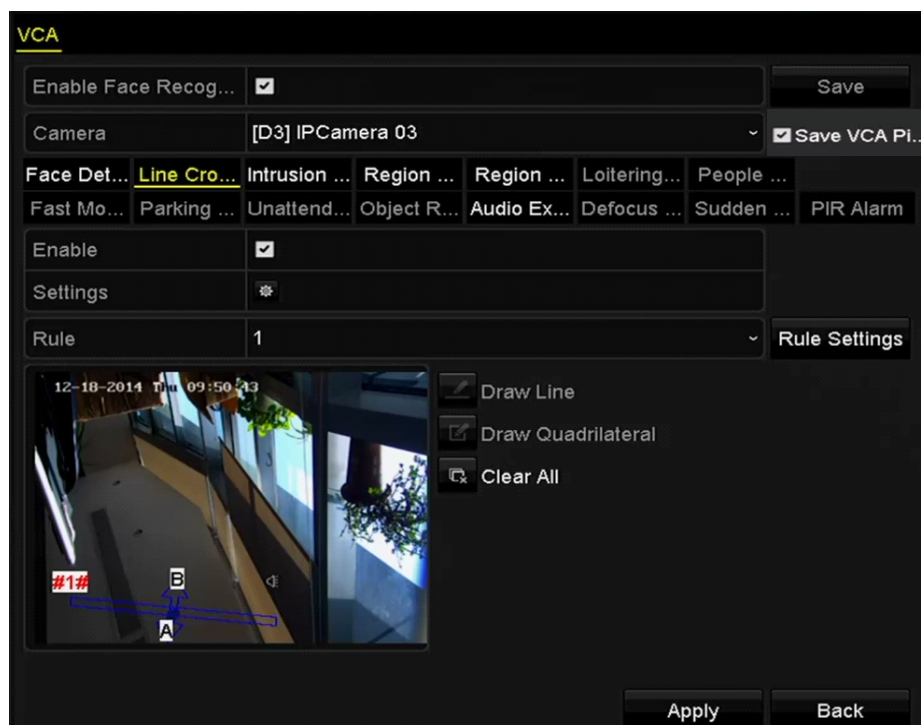 VCA
Enable Face Recog... Save
Camera [D3] IPCamera 03 Save VCA Pi..
Face Det... Line Cro... Intrusion ... Region ... Region ... Loitering... People ...
Fast Mo... Parking ... Unattend... Object R... Audio Ex... Defocus ... Sudden ... PIR Alarm
Enable
Settings
Rule 1 Rule Settings
12-18-2014 Thu 09:50:43
Draw Line
Draw Quadrilateral
Clear All
#1# B
A
Apply Back